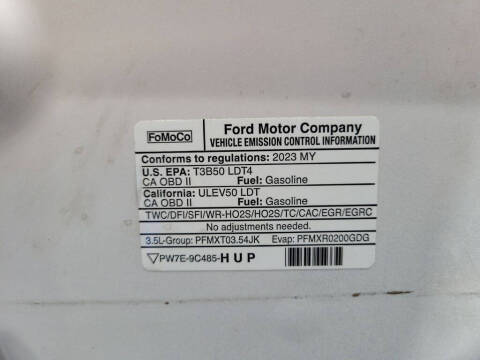 FoMoCo
Ford Motor Company
VEHICLE EMISSION CONTROL INFORMATION
Conforms to regulations: 2023 MY
U.S. EPA: T3B50 LDT4
CA OBD II Fuel: Gasoline
California: ULEV50 LDT
CA OBD II Fuel: Gasoline
TWC/DFI/SFI/WR-HO2S/HO2S/TC/CAC/EGR/EGRC
No adjustments needed.
3.5L-Group: PFMXT03.54JK Evap: PFMXR0200GDG
PW7E-9C485-HUP